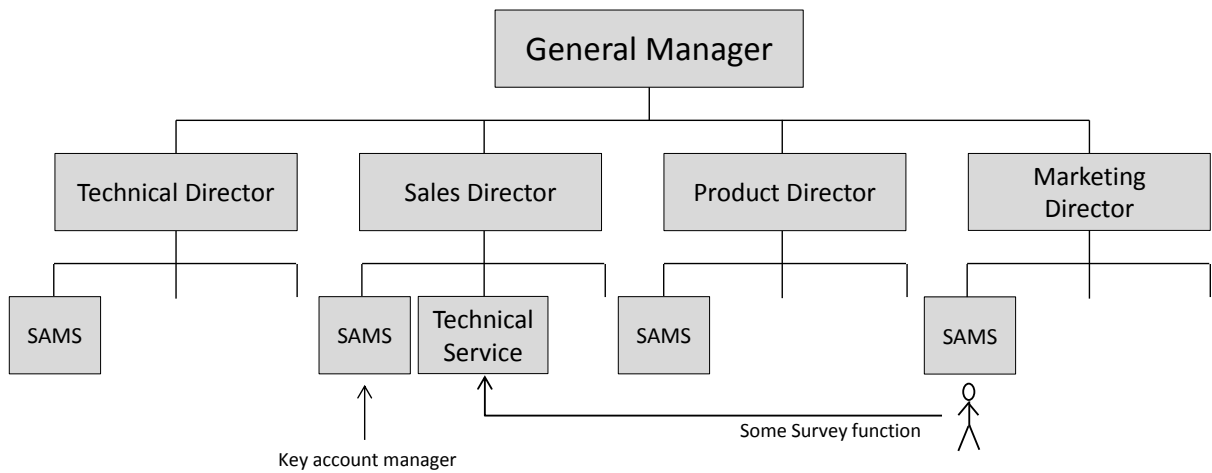 General Manager
Technical Director
Sales Director
Product Director
Marketing
Director
SAMS
SAMS
Technical
Service
SAMS
SAMS
Some Survey function
Key account manager